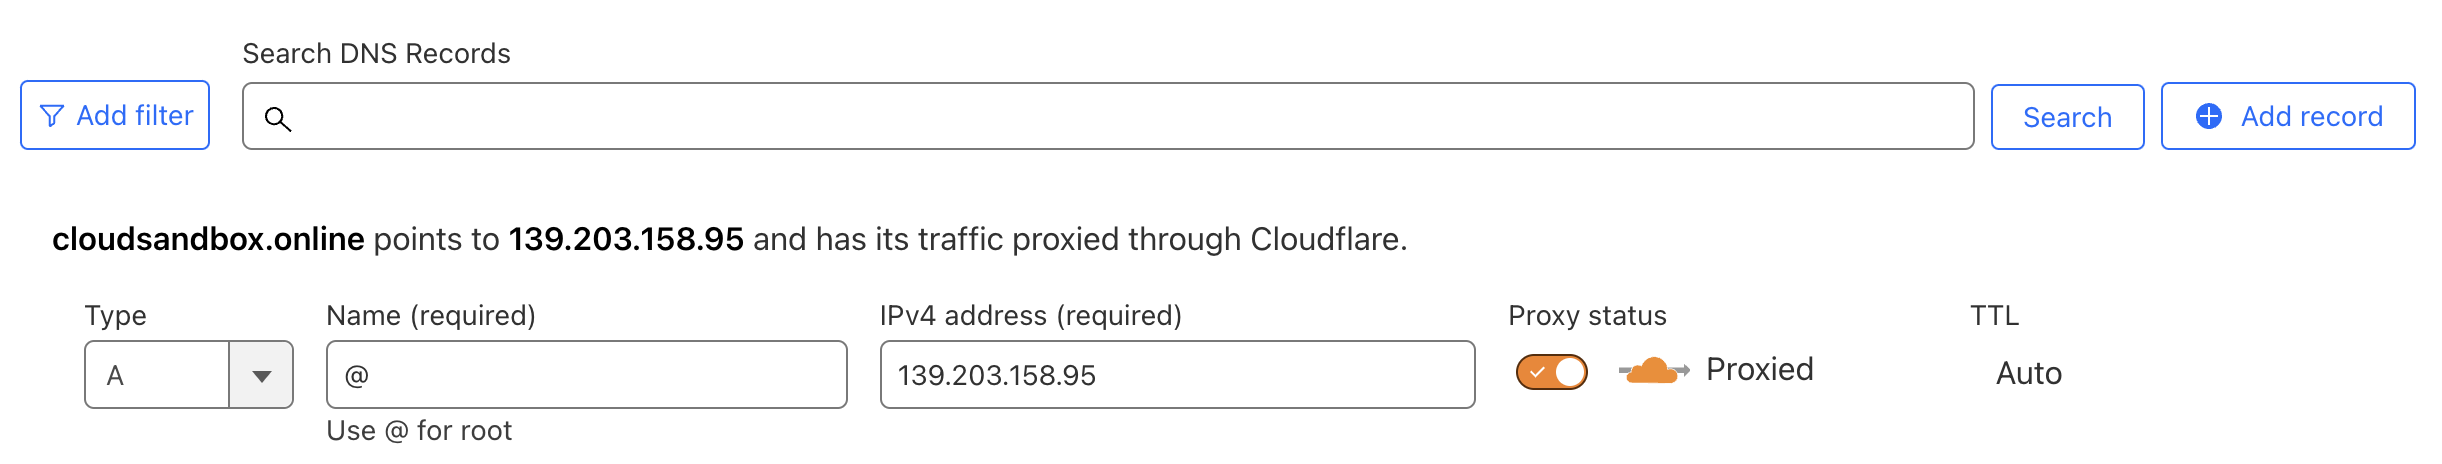 Search DNS Records
Add filter
Search
Add record
cloudsandbox.online points to 139.203.158.95 and has its traffic proxied through Cloudflare.
Type Name (required) IPv4 address (required) Proxy status TTL
A @ 139.203.158.95 Proxied Auto
Use @ for root